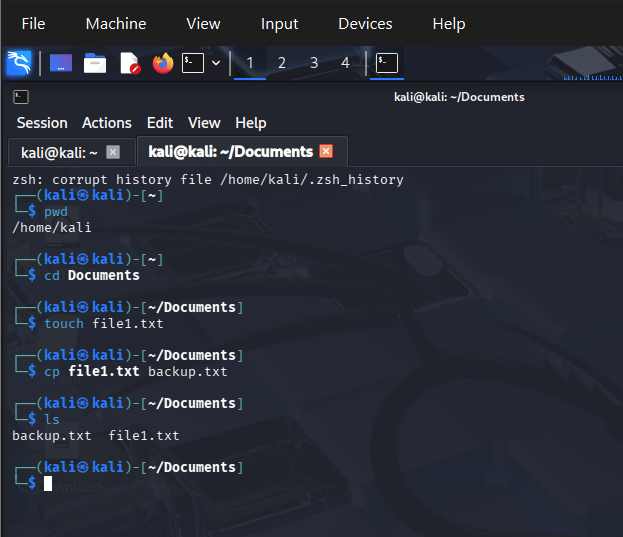 File Machine View Input Devices Help
1 2 3 4
kali@kali: ~/Documents
Session Actions Edit View Help
kali@kali: ~ kali@kali: ~/Documents
zsh: corrupt history file /home/kali/.zsh_history
┌──(kali㉿kali)-[~]
└─$ pwd
/home/kali
┌──(kali㉿kali)-[~]
└─$ cd Documents
┌──(kali㉿kali)-[~/Documents]
└─$ touch file1.txt
┌──(kali㉿kali)-[~/Documents]
└─$ cp file1.txt backup.txt
┌──(kali㉿kali)-[~/Documents]
└─$ ls
backup.txt  file1.txt
┌──(kali㉿kali)-[~/Documents]
└─$